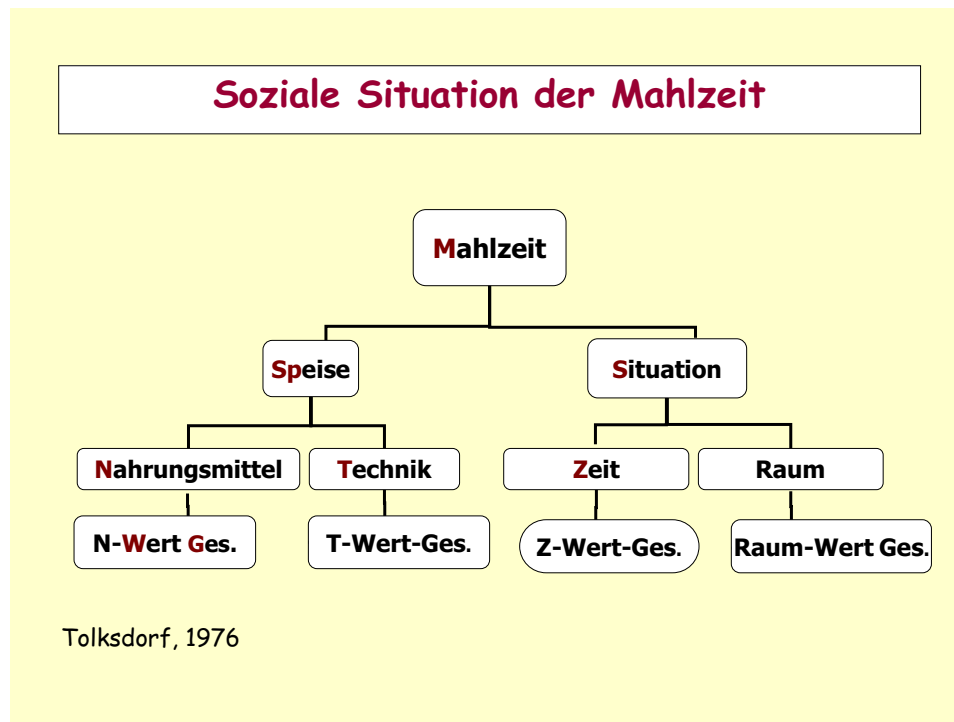 Soziale Situation der Mahlzeit
Mahlzeit
Speise
Situation
Nahrungsmittel
Technik
Zeit
Raum
N-Wert Ges.
T-Wert-Ges.
Z-Wert-Ges.
Raum-Wert Ges.
Tolksdorf, 1976